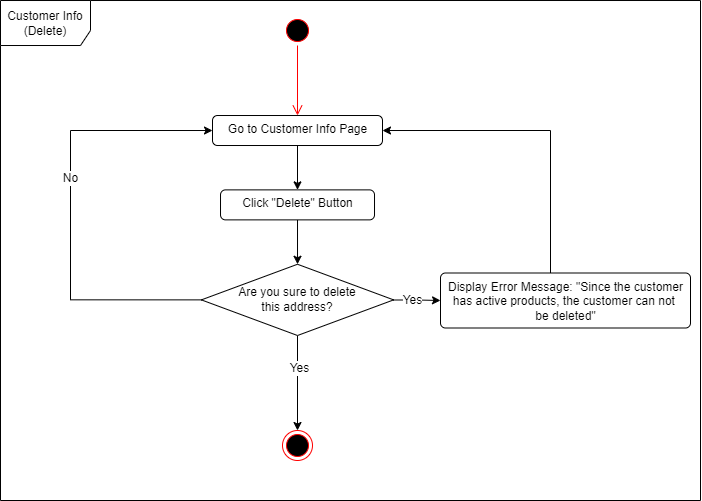 Customer Info
(Delete)
Go to Customer Info Page
No
Click "Delete" Button
Are you sure to delete
this address?
Yes
Display Error Message: "Since the customer
has active products, the customer can not
be deleted"
Yes